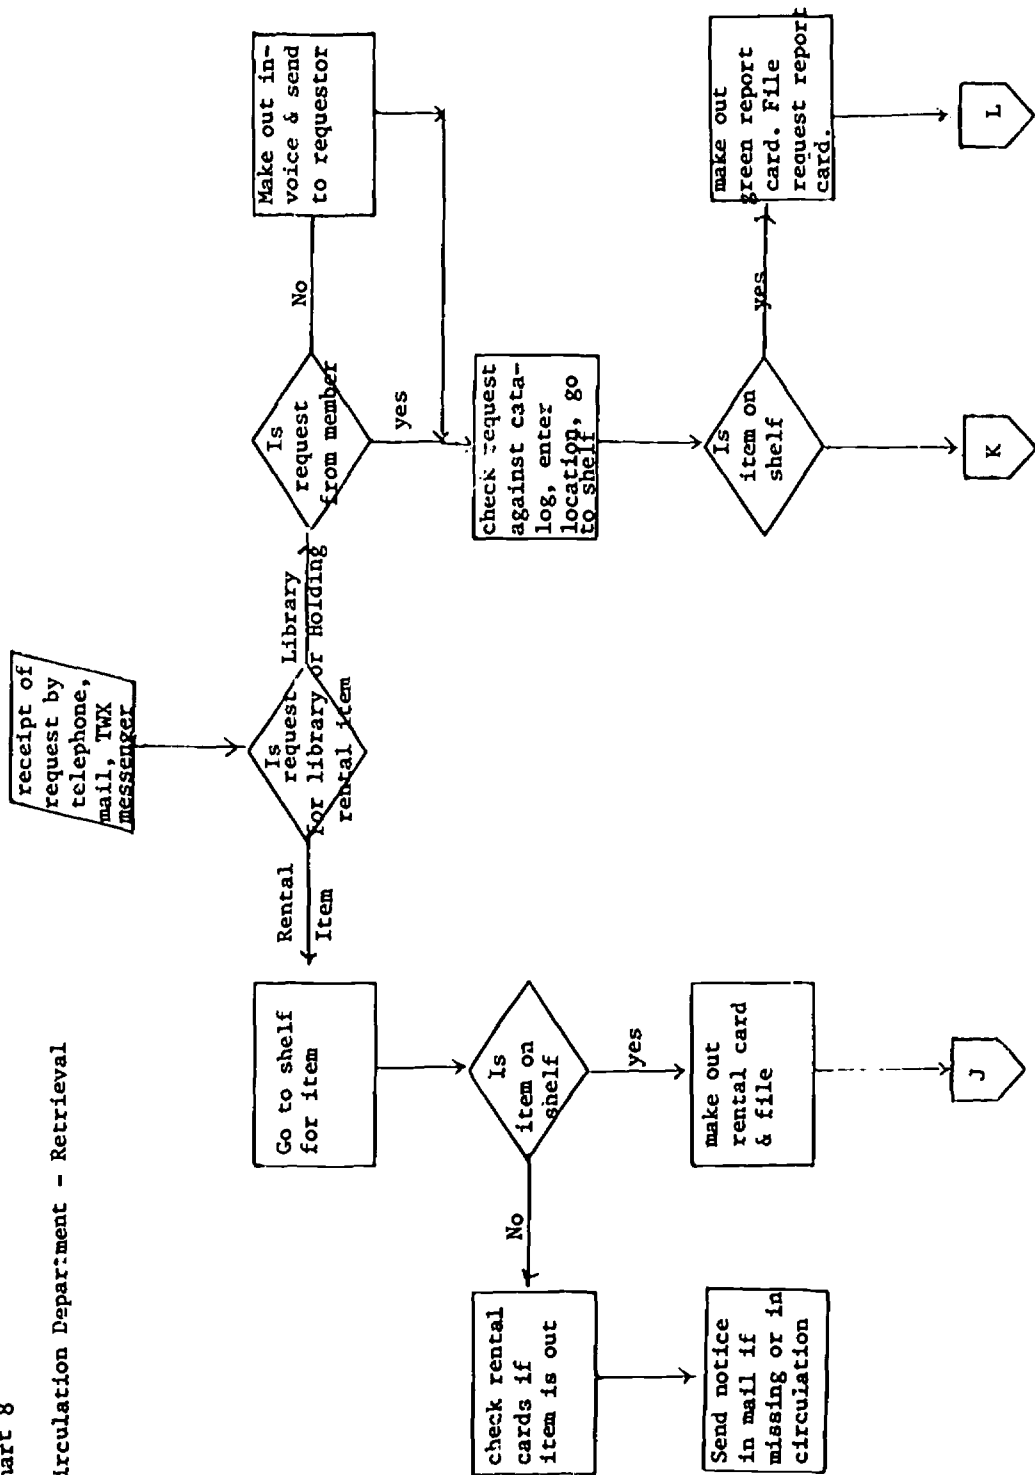 hart 8
irculation Department - Retrieval
receipt of
request by
telephone,
mail, TWX
messenger
Is
request
for library or Holding
rental item
Rental
Item
Library
Go to shelf
for item
Is
item on
shelf
No
yes
check rental
cards if
item is out
Send notice
in mail if
missing or in
circulation
make out
rental card
& file
J
Is
request
from member
No
yes
Make out in-
voice & send
to requestor
check request
against cata-
log, enter
location, go
to shelf
Is
item on
shelf
yes
make out
green report
card. File
request report
card.
K
L